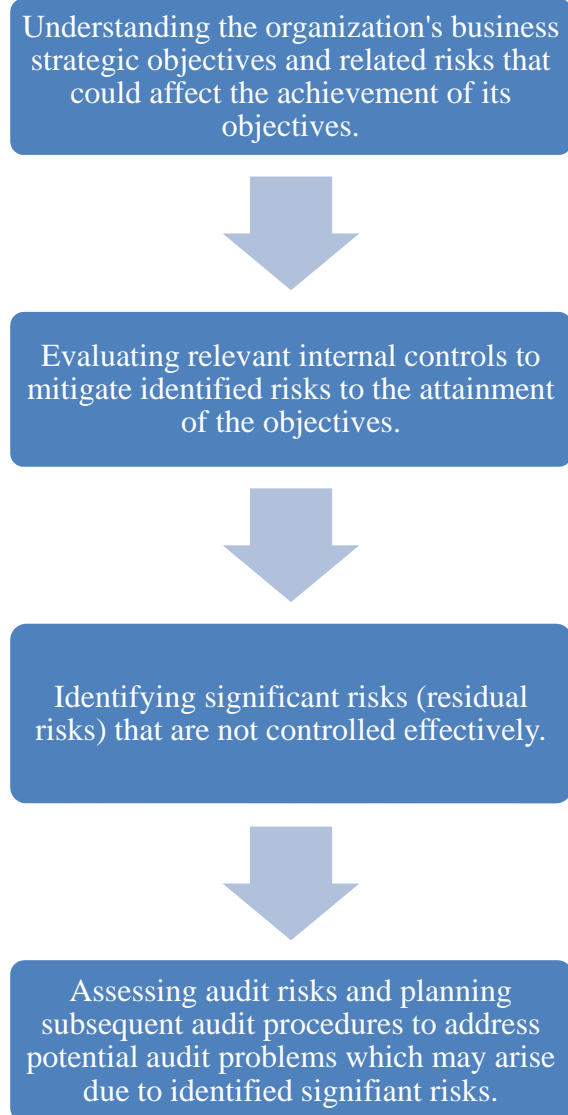 Understanding the organization's business
strategic objectives and related risks that
could affect the achievement of its
objectives.
Evaluating relevant internal controls to
mitigate identified risks to the attainment
of the objectives.
Identifying significant risks (residual
risks) that are not controlled effectively.
Assessing audit risks and planning
subsequent audit procedures to address
potential audit problems which may arise
due to identified signifiant risks.